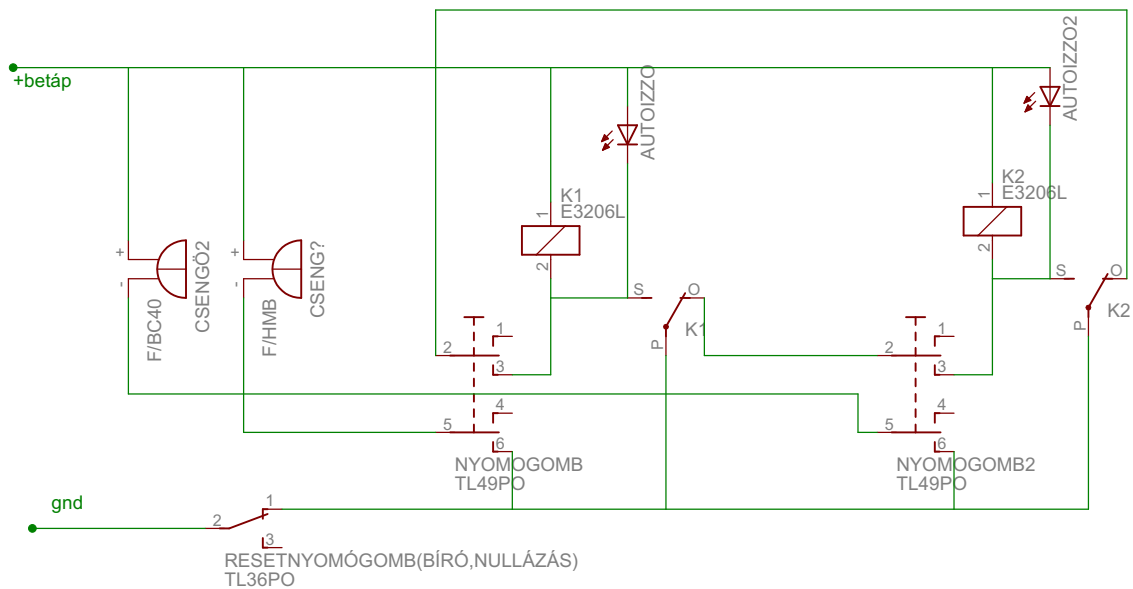 +betáp
AUTOIZZO
AUTOIZZO2
K1
E3206L
1
2
K2
E3206L
1
2
+
-
F/BC40
CSENGÖ2
+
-
F/HMB
CSENG?
S
O
P
K1
S
O
P
K2
1
2
3
4
5
6
NYOMOGOMB
TL49PO
1
2
3
4
5
6
NYOMOGOMB2
TL49PO
gnd
1
2
3
RESETNYOMÓGOMB(BÍRÓ,NULLÁZÁS)
TL36PO